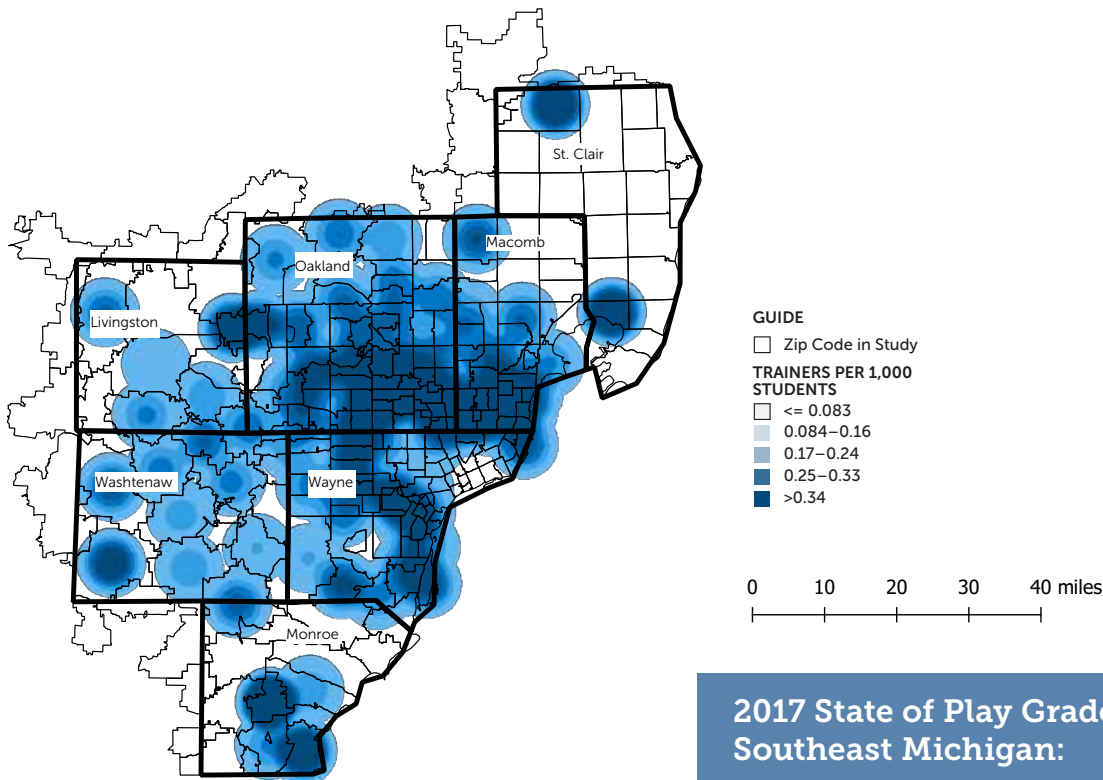 St. Clair
Macomb
Oakland
Livingston
Washtenaw
Wayne
Monroe
GUIDE
Zip Code in Study
TRAINERS PER 1,000
STUDENTS
<= 0.083
0.084–0.16
0.17–0.24
0.25–0.33
>0.34
0 10 20 30 40 miles
2017 State of Play Grade
Southeast Michigan: